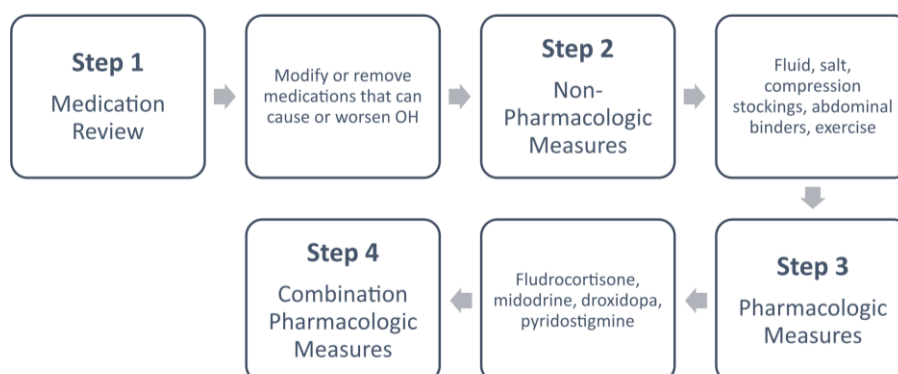 Step 1
Medication
Review
Modify or remove
medications that can
cause or worsen OH
Step 2
Non-
Pharmacologic
Measures
Fluid, salt,
compression
stockings, abdominal
binders, exercise
Step 3
Pharmacologic
Measures
Fludrocortisone,
midodrine, droxidopa,
pyridostigmine
Step 4
Combination
Pharmacologic
Measures